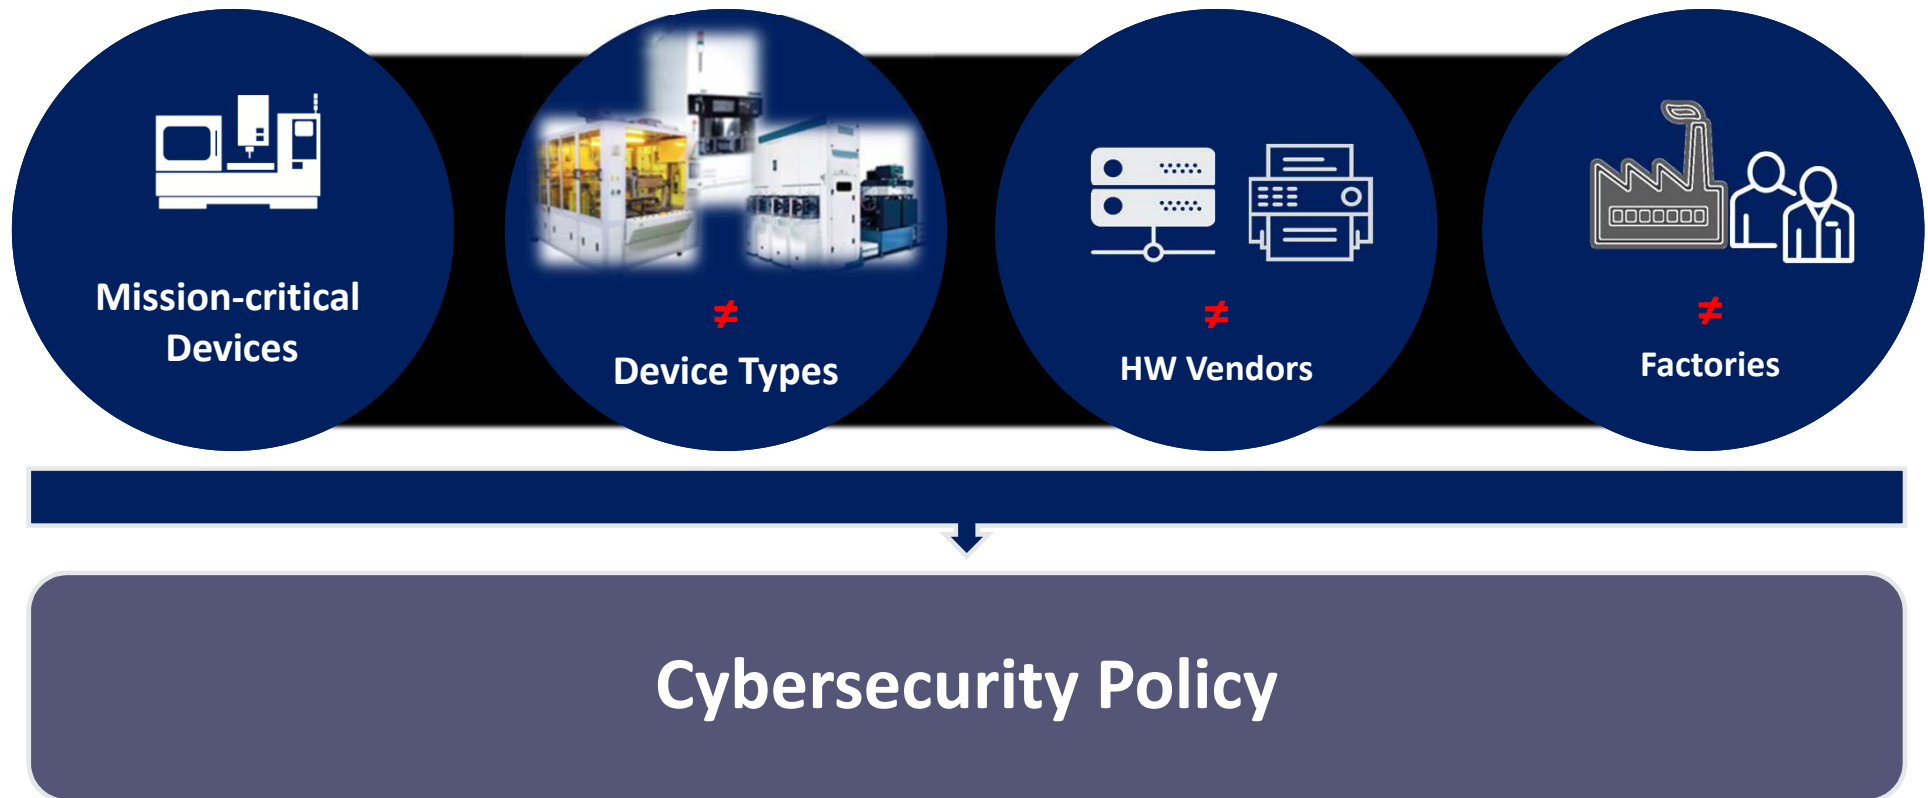 Mission-critical
Devices
≠
Device Types
≠
HW Vendors
≠
Factories
Cybersecurity Policy